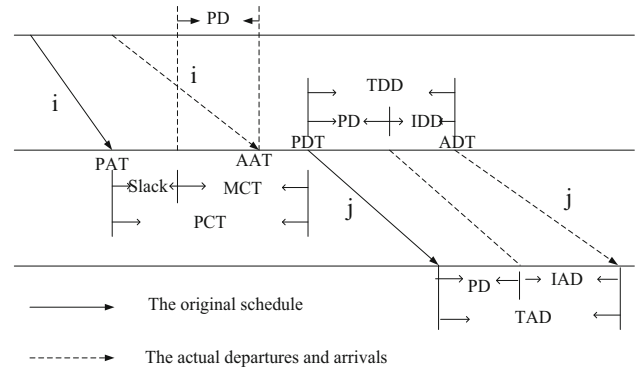 PD
i
i
TDD
PD
IDD
PDT
ADT
PAT
AAT
Slack
MCT
PCT
j
j
PD
IAD
TAD
The original schedule
The actual departures and arrivals